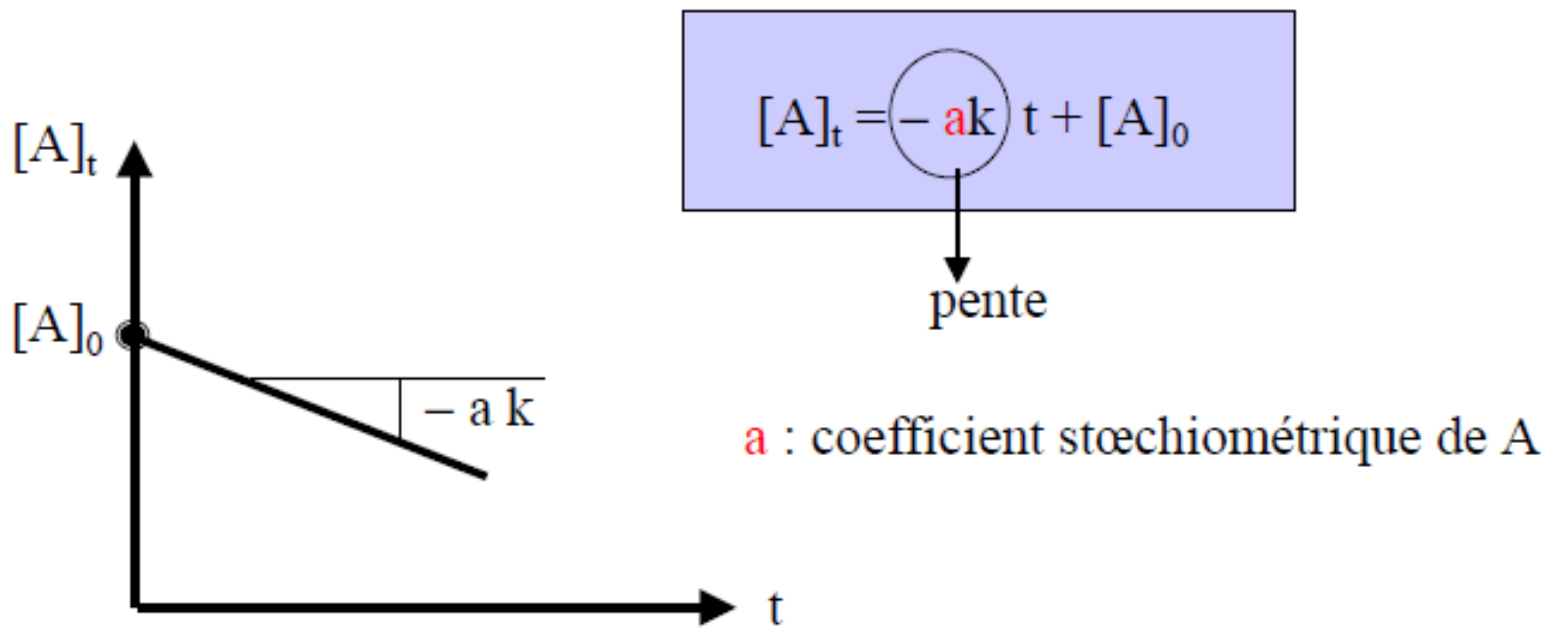 [A]ₜ = – ak t + [A]₀
pente
a : coefficient stœchiométrique de A
[A]ₜ
[A]₀
– a k
t